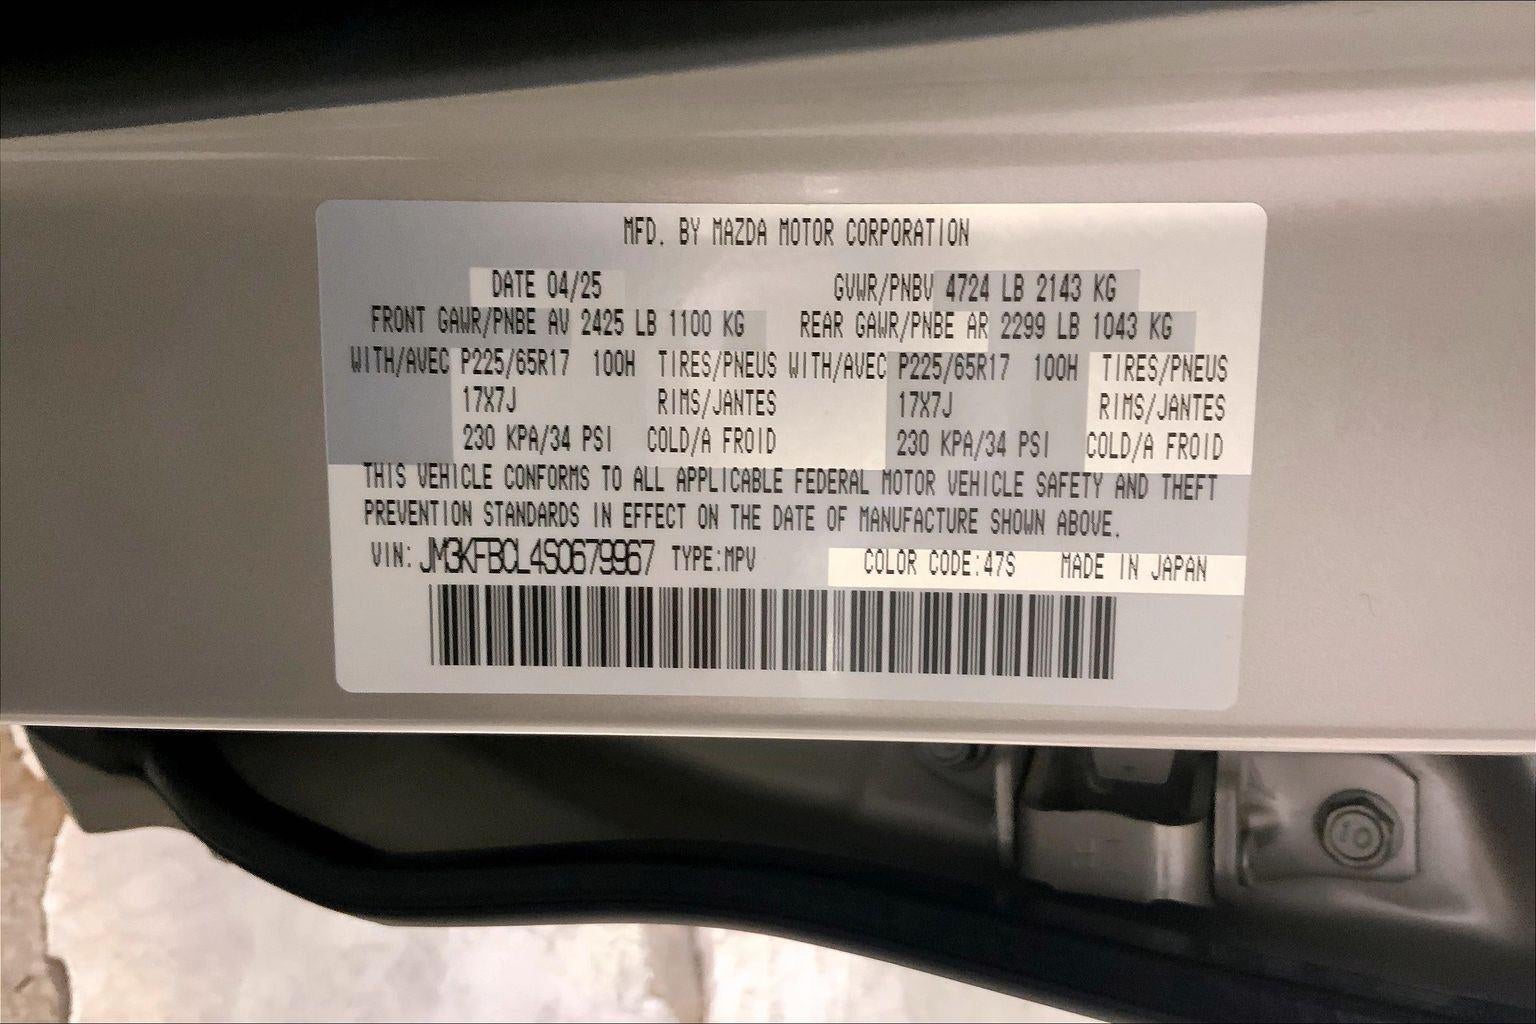 MFD. BY MAZDA MOTOR CORPORATION
DATE 04/25 GVWR/PNBV 4724 LB 2143 KG
FRONT GAWR/PNBE AV 2425 LB 1100 KG REAR GAWR/PNBE AR 2299 LB 1043 KG
WITH/AVEC P225/65R17 100H TIRES/PNEUS WITH/AVEC P225/65R17 100H TIRES/PNEUS
17X7J RIMS/JANTES 17X7J RIMS/JANTES
230 KPA/34 PSI COLD/A FROID 230 KPA/34 PSI COLD/A FROID
THIS VEHICLE CONFORMS TO ALL APPLICABLE FEDERAL MOTOR VEHICLE SAFETY AND THEFT
PREVENTION STANDARDS IN EFFECT ON THE DATE OF MANUFACTURE SHOWN ABOVE.
VIN: JM3KFBCL4S0679967 TYPE:MPV COLOR CODE:47S MADE IN JAPAN